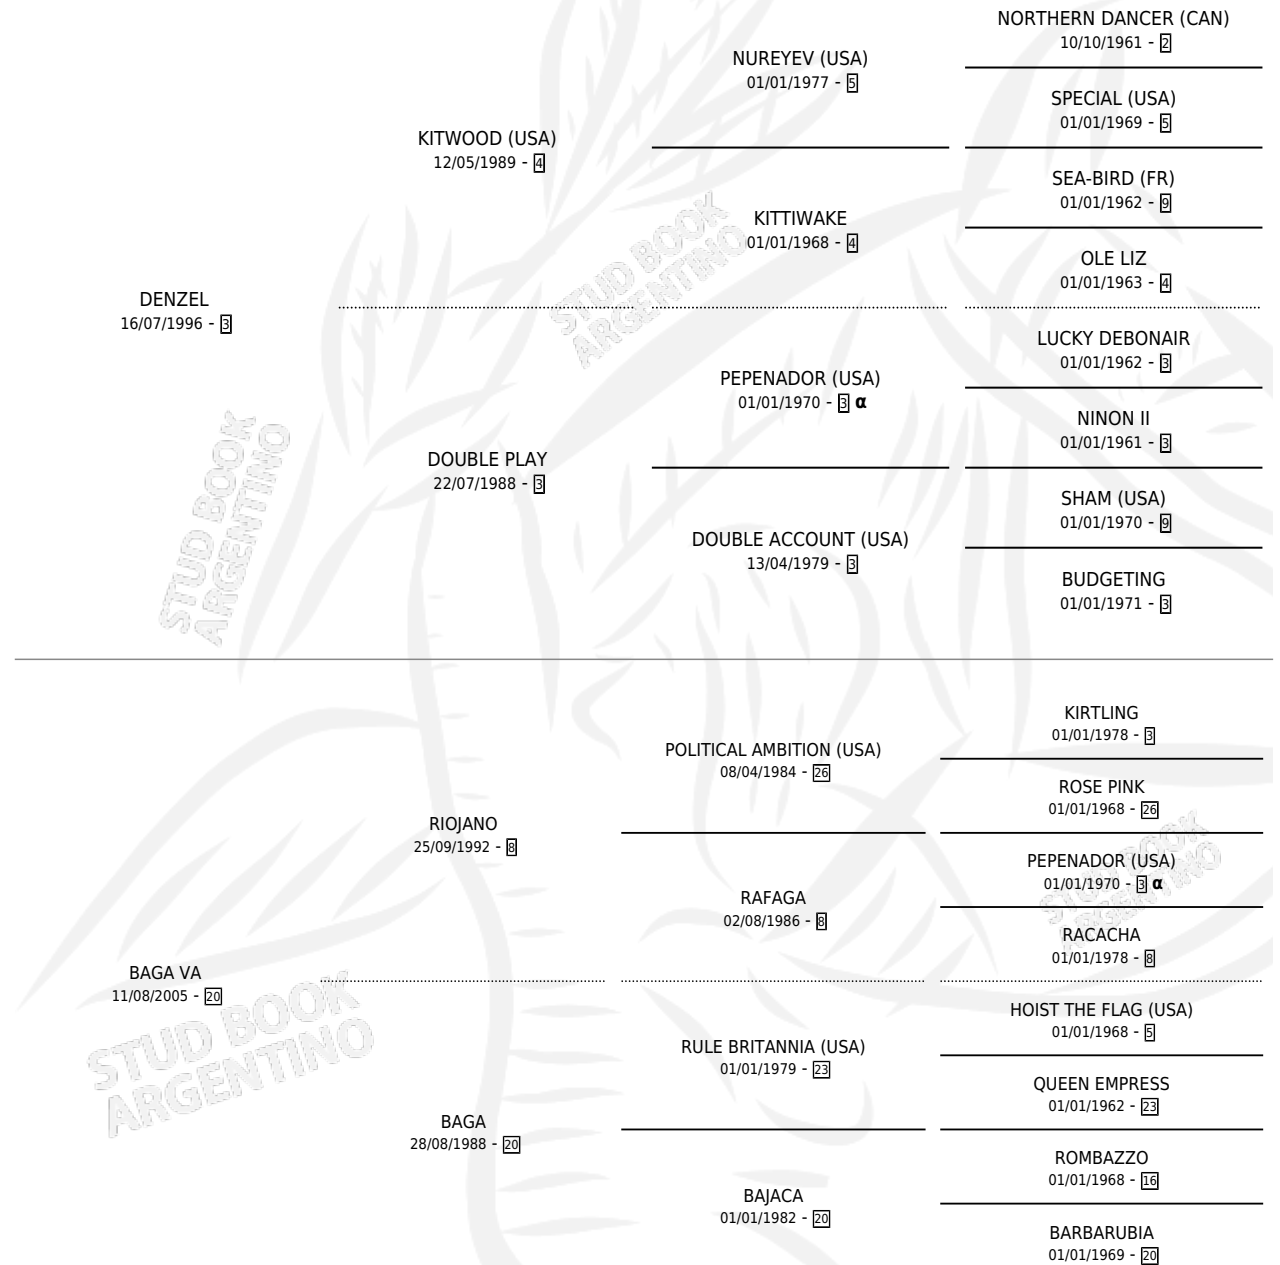 NORTHERN DANCER (CAN)
10/10/1961 - 2
NUREYEV (USA)
01/01/1977 - 5
SPECIAL (USA)
01/01/1969 - 5
KITWOOD (USA)
12/05/1989 - 4
SEA-BIRD (FR)
01/01/1962 - 9
KITTIWAKE
01/01/1968 - 4
OLE LIZ
01/01/1963 - 4
DENZEL
16/07/1996 - 3
LUCKY DEBONAIR
01/01/1962 - 3
PEPENADOR (USA)
01/01/1970 - 3 α
NINON II
01/01/1961 - 3
DOUBLE PLAY
22/07/1988 - 3
SHAM (USA)
01/01/1970 - 9
DOUBLE ACCOUNT (USA)
13/04/1979 - 3
BUDGETING
01/01/1971 - 3
STUD BOOK
ARGENTINO
STUD BOOK
ARGENTINO
KIRTLING
01/01/1978 - 3
POLITICAL AMBITION (USA)
08/04/1984 - 26
ROSE PINK
01/01/1968 - 26
RIOJANO
25/09/1992 - 8
PEPENADOR (USA)
01/01/1970 - 3 α
RAFAGA
02/08/1986 - 8
RACACHA
01/01/1978 - 8
BAGA VA
11/08/2005 - 20
HOIST THE FLAG (USA)
01/01/1968 - 5
RULE BRITANNIA (USA)
01/01/1979 - 23
QUEEN EMPRESS
01/01/1962 - 23
BAGA
28/08/1988 - 20
ROMBAZZO
01/01/1968 - 16
BAJACA
01/01/1982 - 20
BARBARUBIA
01/01/1969 - 20
STUD BOOK
ARGENTINO
STUD BOOK
ARGENTINO